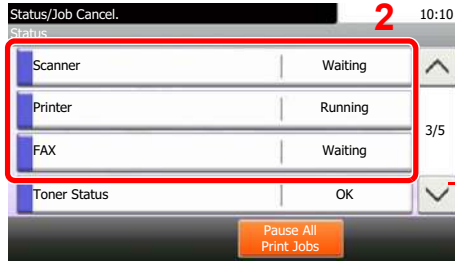 Status/Job Cancel. 2 10:10
Status
Scanner Waiting
Printer Running
3/5
FAX Waiting
Toner Status OK
Pause All
Print Jobs